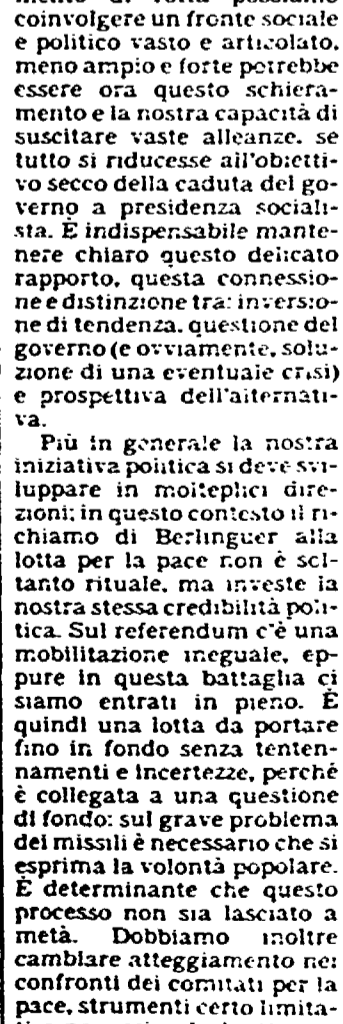 coinvolgere un fronte sociale
e politico vasto e articolato,
meno ampio e forte potrebbe
essere ora questo schiera-
mento e la nostra capacità di
suscitare vaste alleanze, se
tutto si riducesse all'obietti-
vo secco della caduta del go-
verno a presidenza sociali-
sta. È indispensabile mante-
nere chiaro questo delicato
rapporto, questa connessio-
ne e distinzione tra: inversio-
ne di tendenza, questione del
governo (e ovviamente, solu-
zione di una eventuale crisi)
e prospettiva dell'alternati-
va.
Più in generale la nostra
iniziativa politica si deve svi-
luppare in molteplici dire-
zioni; in questo contesto il ri-
chiamo di Berlinguer alla
lotta per la pace non è sol-
tanto rituale, ma investe la
nostra stessa credibilità poli-
tica. Sul referendum c'è una
mobilitazione ineguale, ep-
pure in questa battaglia ci
siamo entrati in pieno. È
quindi una lotta da portare
fino in fondo senza tenten-
namenti e incertezze, perché
è collegata a una questione
di fondo: sul grave problema
dei missili è necessario che si
esprima la volontà popolare.
È determinante che questo
processo non sia lasciato a
metà. Dobbiamo inoltre
cambiare atteggiamento nei
confronti dei comitati per la
pace, strumenti certo limita-